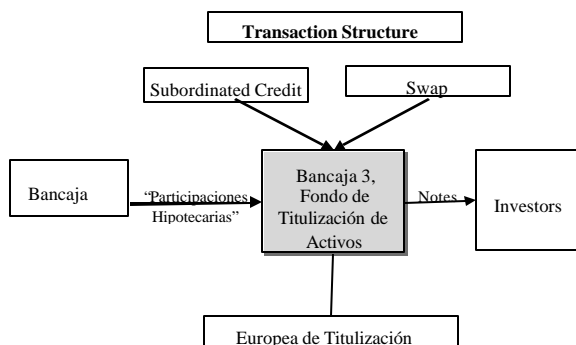 Transaction Structure
Subordinated Credit
Swap
Bancaja
“Participaciones
Hipotecarias”
Bancaja 3,
Fondo de
Titulización de
Activos
Notes
Investors
Europea de Titulización